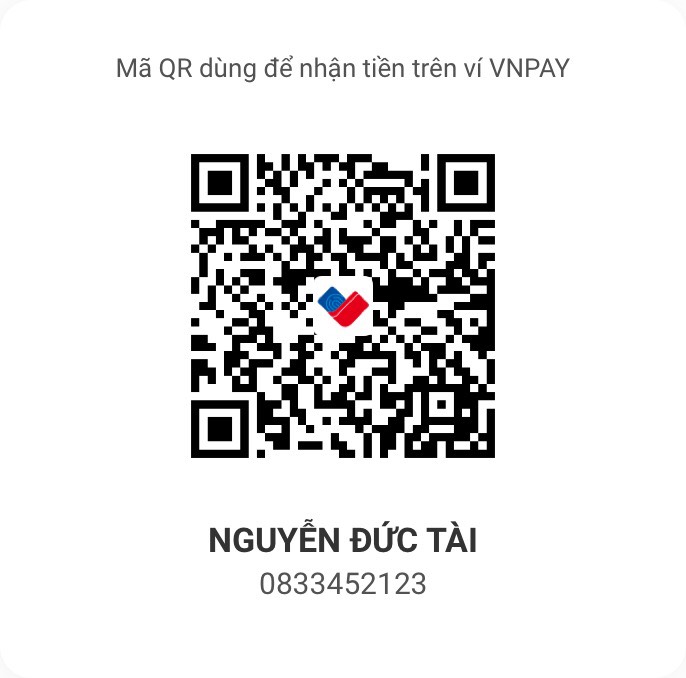 Mã QR dùng để nhận tiền trên ví VNPAY
NGUYỄN ĐỨC TÀI
0833452123